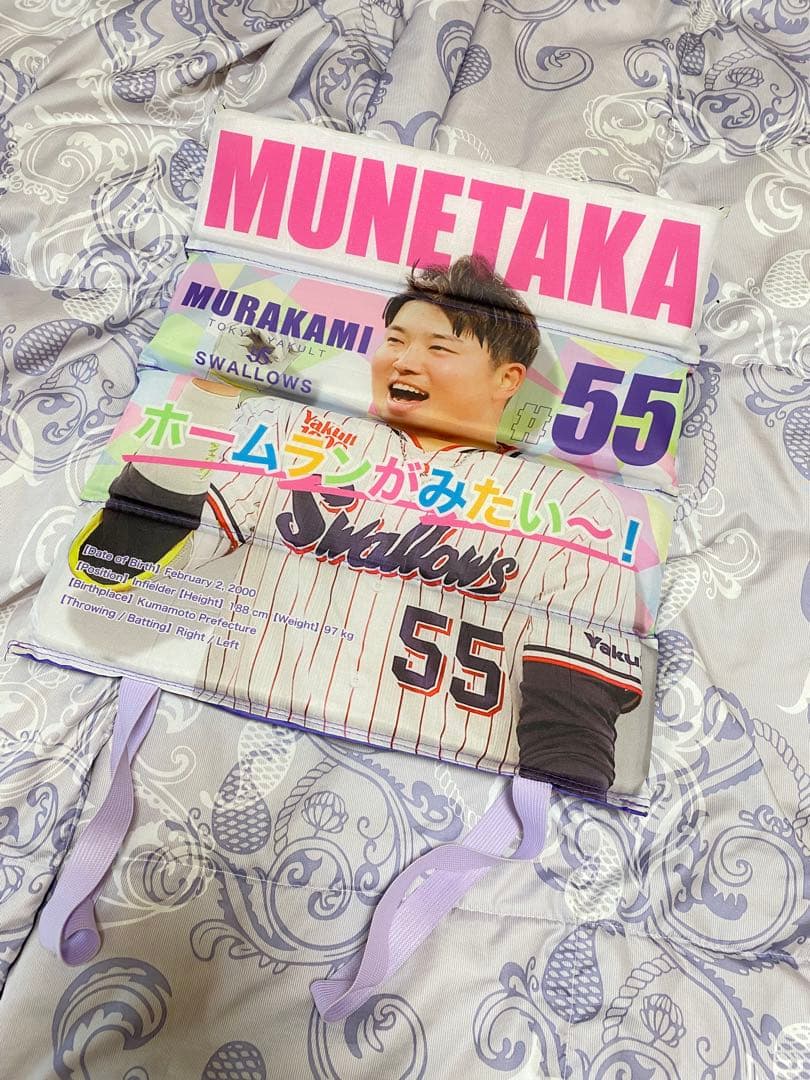 MUNETAKA
MURAKAMI
TOKYO YAKULT
SWALLOWS
#55
Yakult
ホームランがみたい～！
Swallows
【Date of Birth】February 2, 2000
【Position】Infielder【Height】188 cm【Weight】97 kg
【Birthplace】Kumamoto Prefecture
【Throwing / Batting】Right / Left
55
Yaku